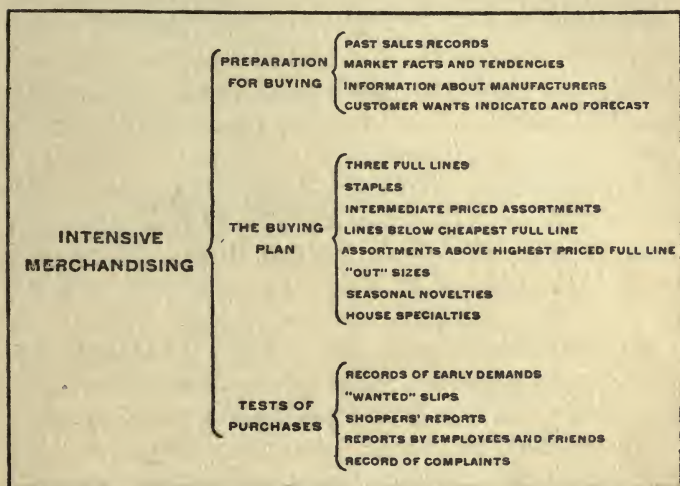 INTENSIVE
MERCHANDISING
PREPARATION
FOR BUYING
PAST SALES RECORDS
MARKET FACTS AND TENDENCIES
INFORMATION ABOUT MANUFACTURERS
CUSTOMER WANTS INDICATED AND FORECAST
THE BUYING
PLAN
THREE FULL LINES
STAPLES
INTERMEDIATE PRICED ASSORTMENTS
LINES BELOW CHEAPEST FULL LINE
ASSORTMENTS ABOVE HIGHEST PRICED FULL LINE
"OUT" SIZES
SEASONAL NOVELTIES
HOUSE SPECIALTIES
TESTS OF
PURCHASES
RECORDS OF EARLY DEMANDS
"WANTED" SLIPS
SHOPPERS' REPORTS
REPORTS BY EMPLOYEES AND FRIENDS
RECORD OF COMPLAINTS